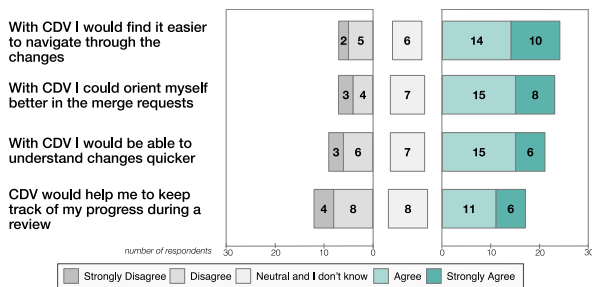 With CDV I would find it easier
to navigate through the
changes
2 5 6 14 10
With CDV I could orient myself
better in the merge requests
3 4 7 15 8
With CDV I would be able to
understand changes quicker
3 6 7 15 6
CDV would help me to keep
track of my progress during a
review
4 8 8 11 6
number of respondents
30 20 10 0 0 10 20 30
Strongly Disagree Disagree Neutral and I don't know Agree Strongly Agree